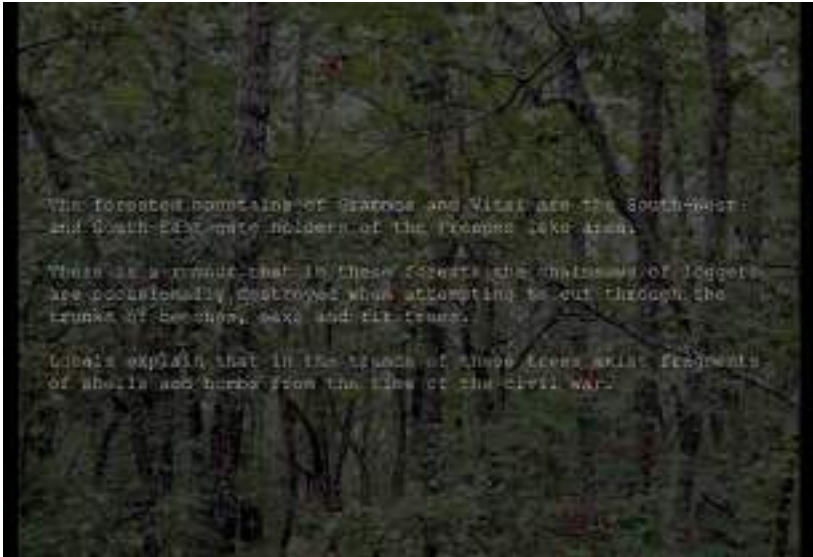 The forested mountains of Grammos and Vitsi are the South-West
and South-East gate holders of the Prespes lake area.
There is a rumour that in these forests the chainsaws of loggers
are occasionally destroyed when attempting to cut through the
trunks of beeches, oaks and fir trees.
Locals explain that in the trunks of these trees exist fragments
of shells and bombs from the time of the civil war.